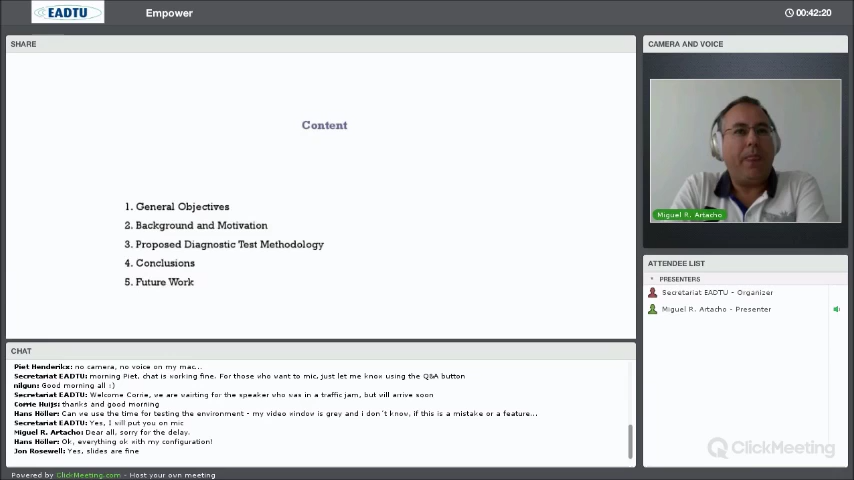 EADTU
Empower
00:42:20
SHARE
Content
1. General Objectives
2. Background and Motivation
3. Proposed Diagnostic Test Methodology
4. Conclusions
5. Future Work
CAMERA AND VOICE
Miguel R. Artacho
ATTENDEE LIST
PRESENTERS
Secretariat EADTU - Organizer
Miguel R. Artacho - Presenter
CHAT
Piet Henderikx: no camera, no voice on my mac...
Secretariat EADTU: morning Piet, chat is working fine. For those who want to mic, just let me know using the Q&A button
nilgun: Good morning all :)
Secretariat EADTU: Welcome Corrie, we are vairting for the speaker who was in a traffic jam, but will arrive soon
Corrie Huijs: thanks and good morning
Hans Höller: Can we use the time for testing the environment - my video window is grey and i don´t know, if this is a mistake or a feature...
Secretariat EADTU: Yes, I will put you on mic
Miguel R. Artacho: Dear all, sorry for the delay.
Hans Höller: Ok, everything ok with my configuration!
Jon Rosewell: Yes, slides are fine
ClickMeeting
Powered by ClickMeeting.com - Host your own meeting